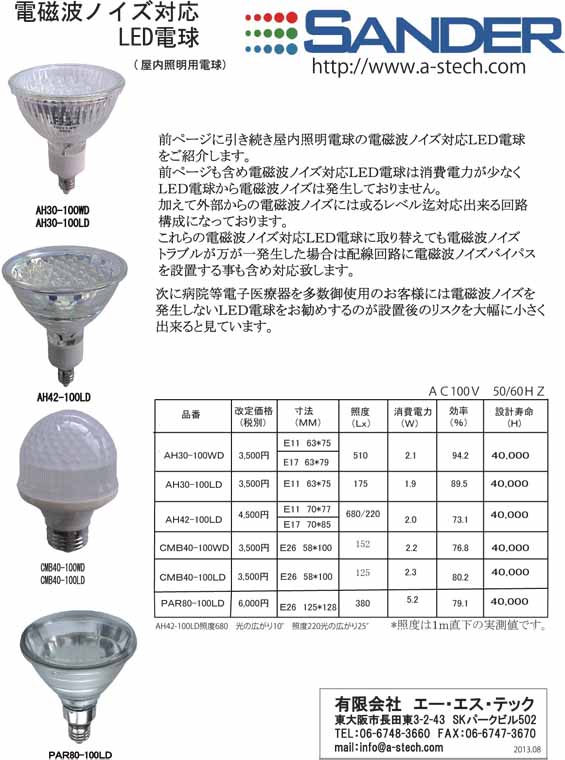 電磁波ノイズ対応
LED電球
（屋内照明用電球）
SANDER
http://www.a-stech.com
前ページに引き続き屋内照明電球の電磁波ノイズ対応LED電球
をご紹介します。
前ページも含め電磁波ノイズ対応LED電球は消費電力が少なく
LED電球から電磁波ノイズは発生しておりません。
加えて外部からの電磁波ノイズには或るレベル迄対応出来る回路
構成になっております。
これらの電磁波ノイズ対応LED電球に取り替えても電磁波ノイズ
トラブルが万が一発生した場合は配線回路に電磁波ノイズバイパス
を設置する事も含め対応致します。
次に病院等電子医療器を多数御使用のお客様には電磁波ノイズを
発生しないLED電球をお勧めするのが設置後のリスクを大幅に小さく
出来ると見ています。
AH30-100WD
AH30-100LD
AH42-100LD
CMB40-100WD
CMB40-100LD
PAR80-100LD
ＡＣ100Ｖ 50/60ＨＺ
品番 改定価格（税別） 寸法（MM） 照度（Lx） 消費電力（W） 効率（%） 設計寿命（H）
AH30-100WD 3,500円 E11 63*75 E17 63*79 510 2.1 94.2 40,000
AH30-100LD 3,500円 E11 63*75 175 1.9 89.5 40,000
AH42-100LD 4,500円 E11 70*77 E17 70*85 680/220 2.0 73.1 40,000
CMB40-100WD 3,500円 E26 58*100 152 2.2 76.8 40,000
CMB40-100LD 3,500円 E26 58*100 125 2.3 80.2 40,000
PAR80-100LD 6,000円 E26 125*128 380 5.2 79.1 40,000
AH42-100LD照度680 光の広がり10° 照度220光の広がり25°
*照度は1m直下の実測値です。
有限会社 エー・エス・テック
東大阪市長田東3-2-43 SKパークビル502
TEL：06-6748-3660 FAX：06-6747-3670
mail：info@a-stech.com
2013.08